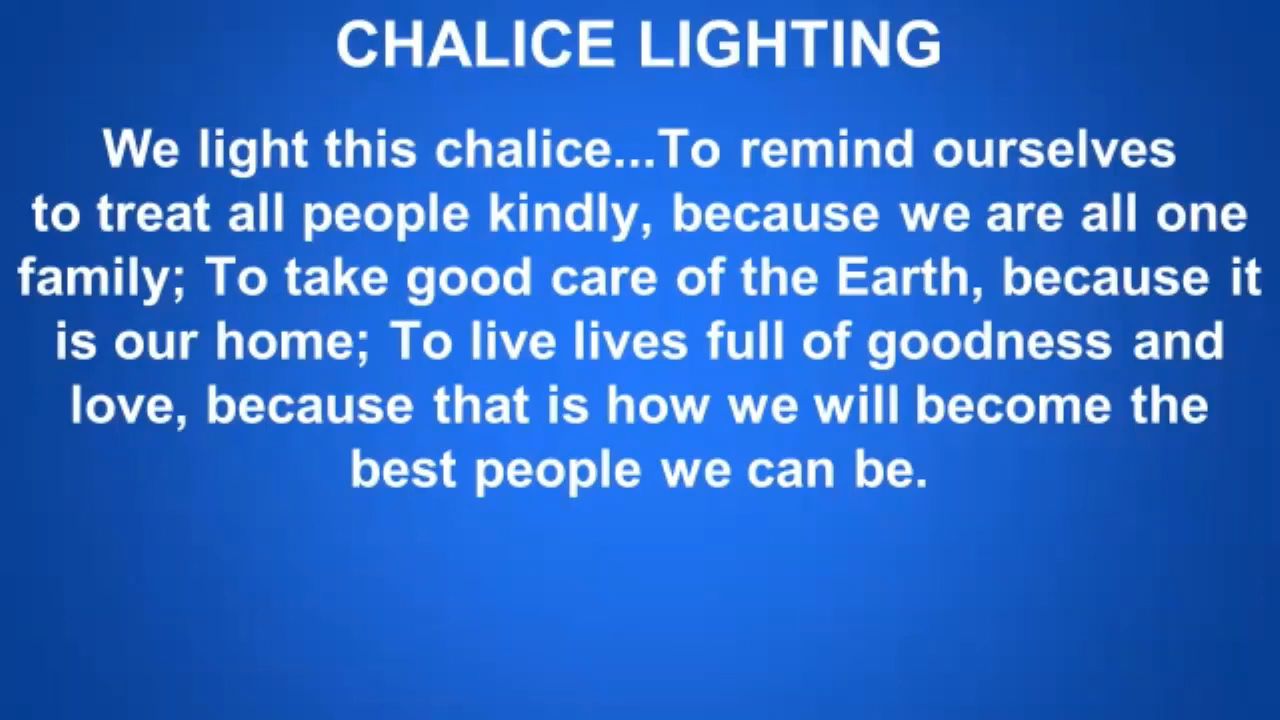 CHALICE LIGHTING
We light this chalice...To remind ourselves
to treat all people kindly, because we are all one
family; To take good care of the Earth, because it
is our home; To live lives full of goodness and
love, because that is how we will become the
best people we can be.